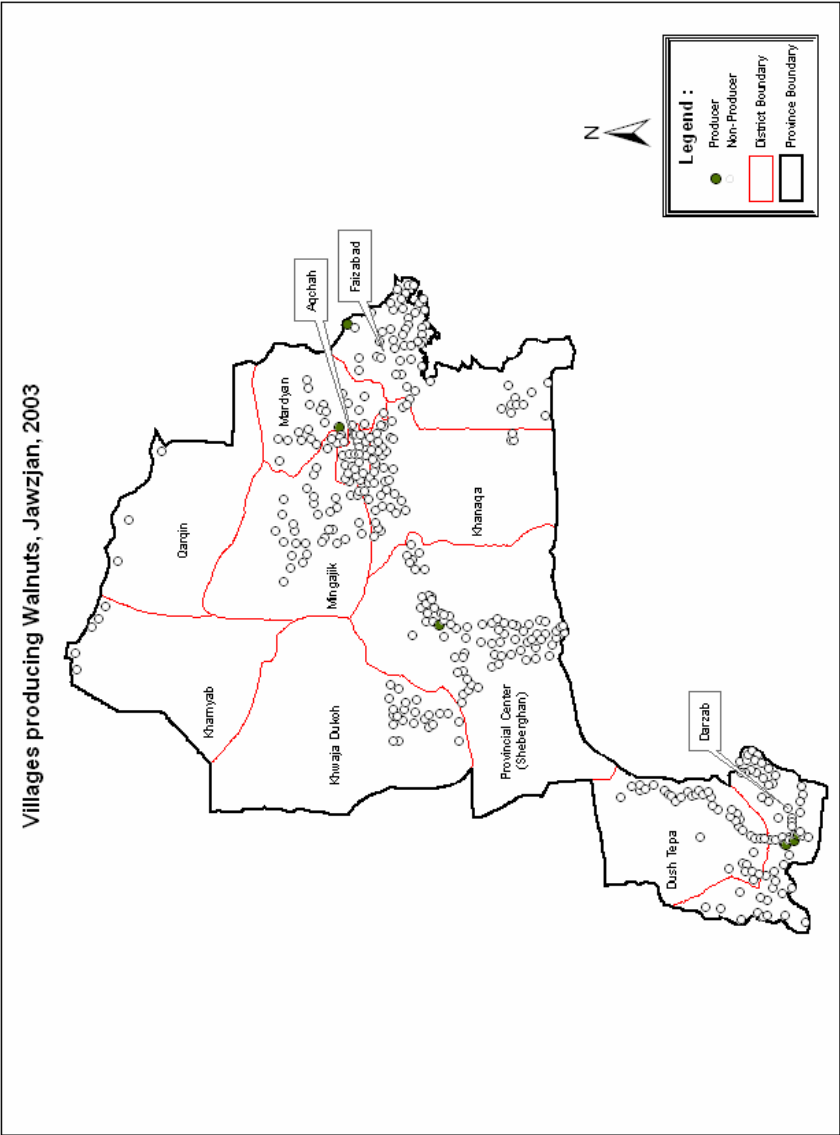 Villages producing Walnuts, Jawzjan, 2003
N
Legend :
Producer
Non-Producer
District Boundary
Province Boundary
Qarqin
Khamyab
Mardyan
Mingajik
Aqchah
Faizabad
Khwaja Dukoh
Khanaqa
Provincial Center
(Sheberghan)
Darzab
Dush Tepa